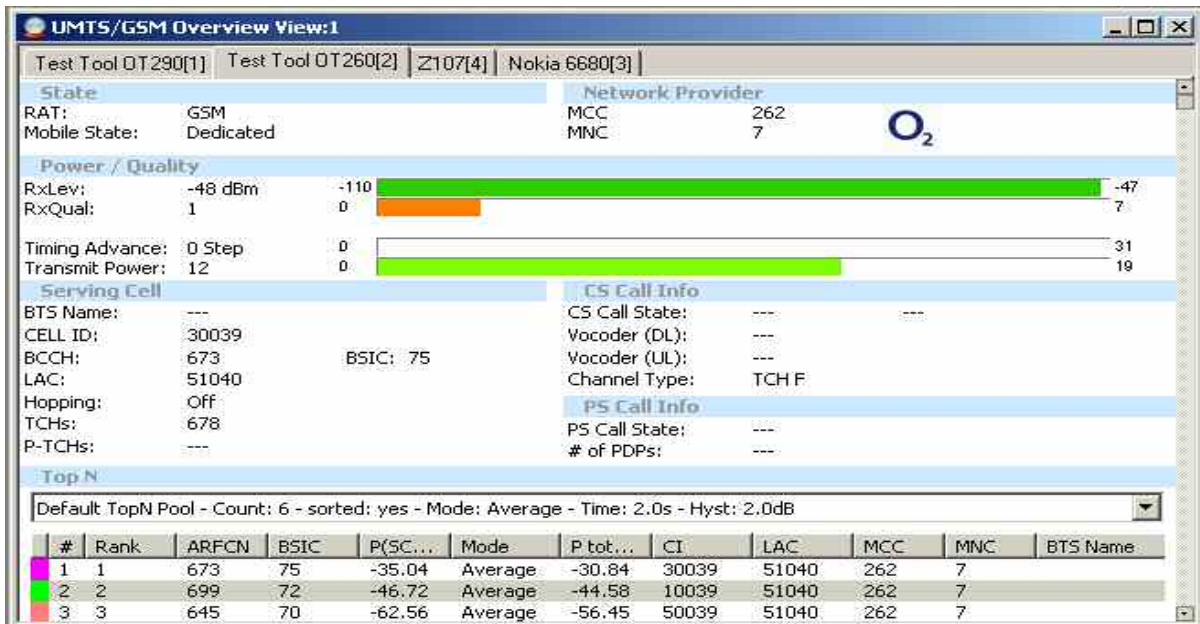 UMTS/GSM Overview View:1
Test Tool OT290[1] Test Tool OT260[2] Z107[4] Nokia 6680[3]
State Network Provider
RAT: GSM MCC 262
Mobile State: Dedicated MNC 7 O2
Power / Quality
RxLev: -48 dBm -110 -47
RxQual: 1 0 7
Timing Advance: 0 Step 0 31
Transmit Power: 12 0 19
Serving Cell CS Call Info
BTS Name: --- CS Call State: --- ---
CELL ID: 30039 Vocoder (DL): ---
BCCH: 673 BSIC: 75 Vocoder (UL): ---
LAC: 51040 Channel Type: TCH F
Hopping: Off PS Call Info
TCHs: 678 PS Call State: ---
P-TCHs: --- # of PDPs: ---
Top N
Default TopN Pool - Count: 6 - sorted: yes - Mode: Average - Time: 2.0s - Hyst: 2.0dB
# Rank ARFCN BSIC P(SC... Mode P tot... CI LAC MCC MNC BTS Name
1 1 673 75 -35.04 Average -30.84 30039 51040 262 7
2 2 699 72 -46.72 Average -44.58 10039 51040 262 7
3 3 645 70 -62.56 Average -56.45 50039 51040 262 7